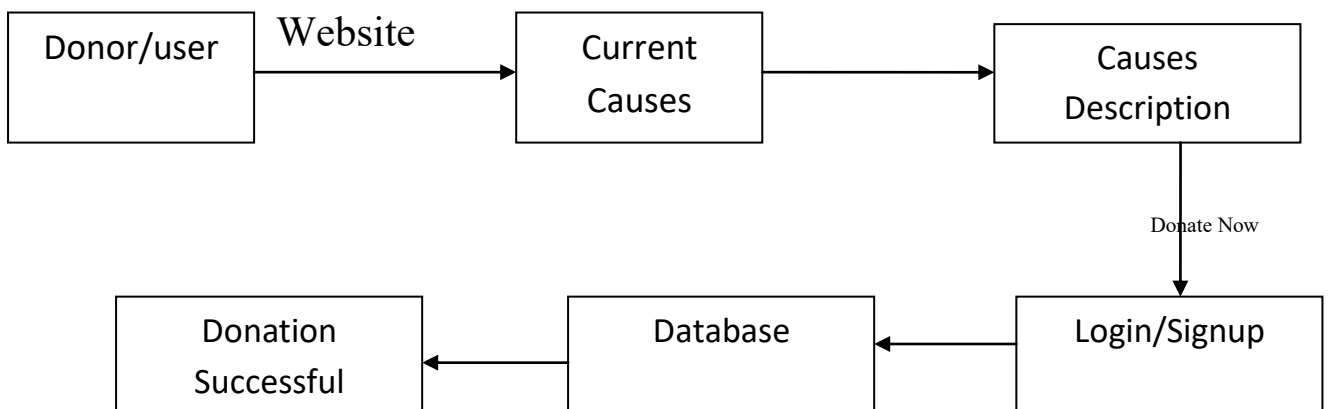 Donor/user
Website
Current
Causes
Causes
Description
Donate Now
Login/Signup
Database
Donation
Successful